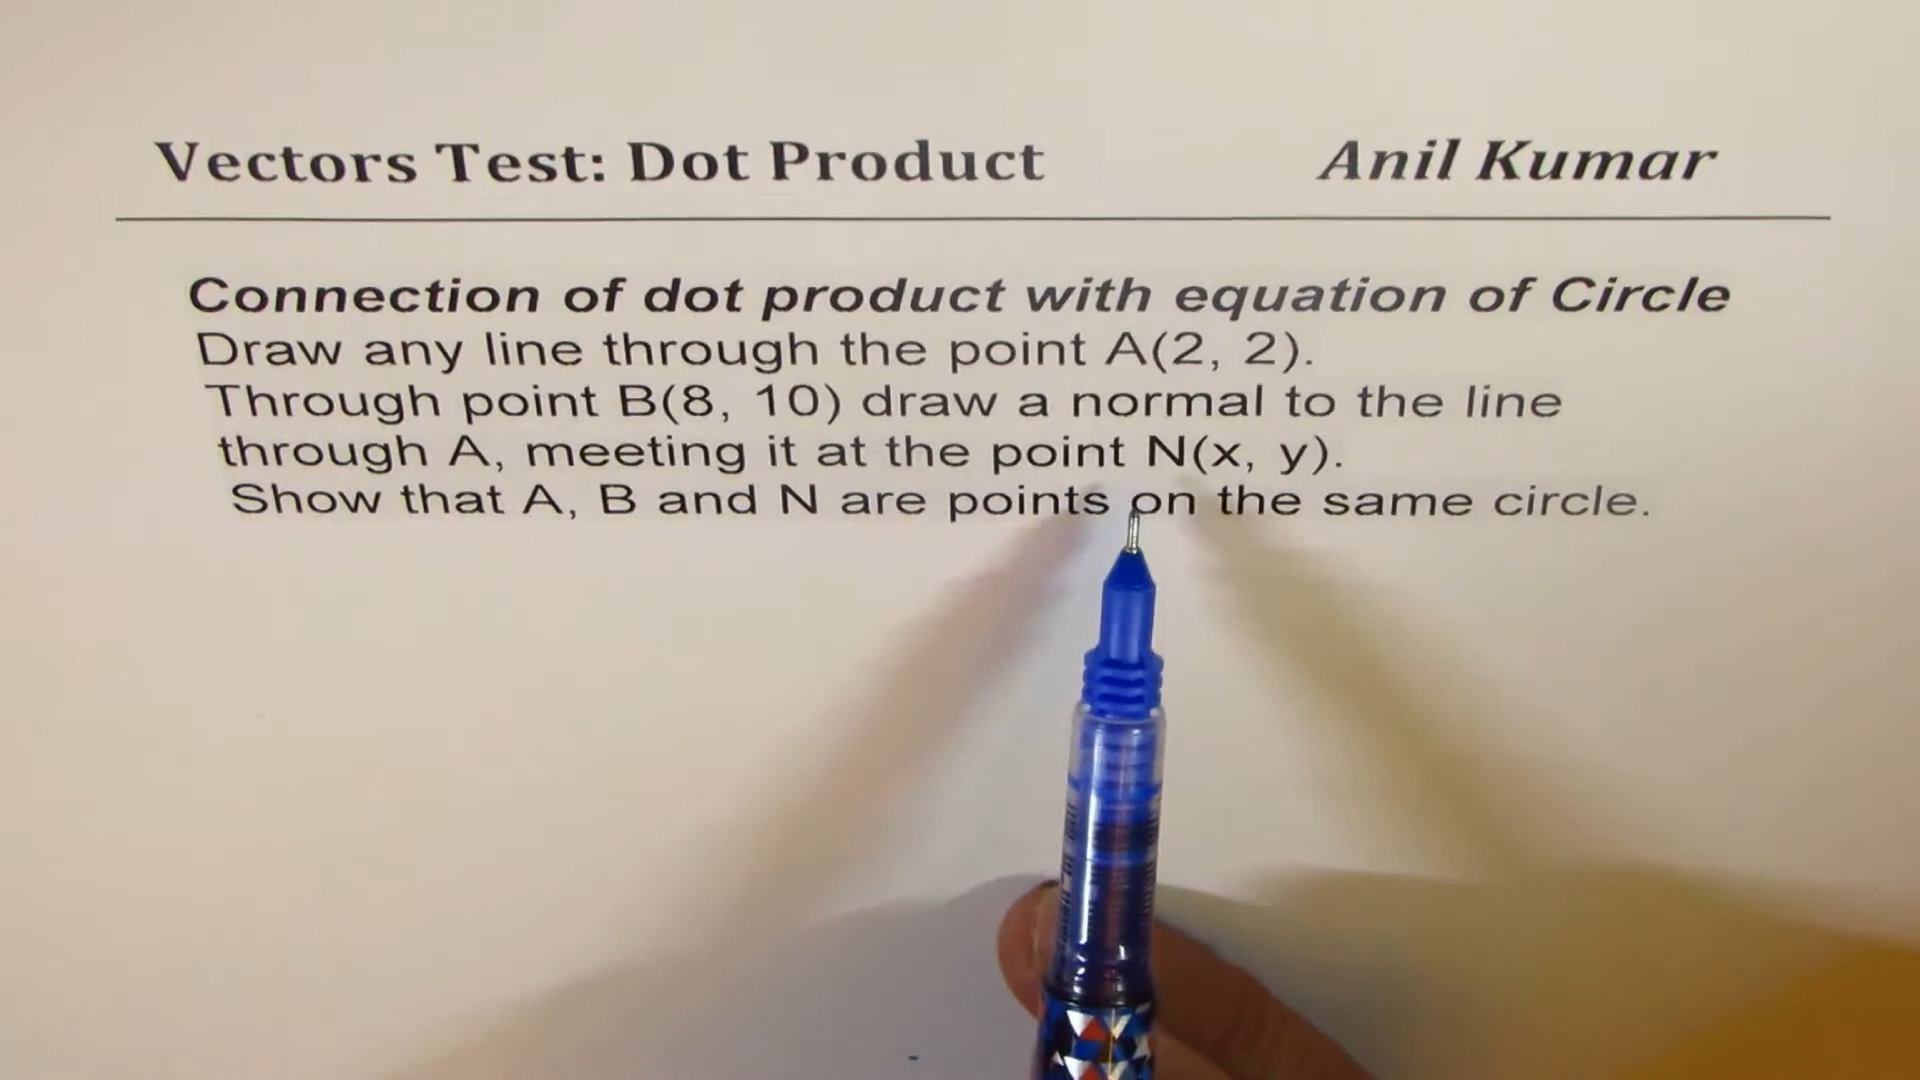 Vectors Test: Dot Product Anil Kumar
Connection of dot product with equation of Circle
Draw any line through the point A(2, 2).
Through point B(8, 10) draw a normal to the line
through A, meeting it at the point N(x, y).
Show that A, B and N are points on the same circle.